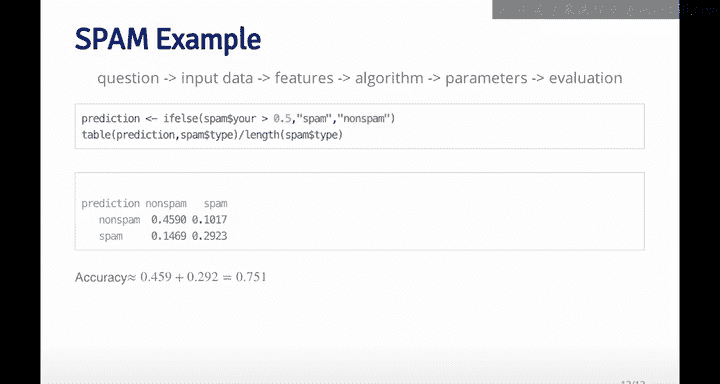 SPAM Example
question -> input data -> features -> algorithm -> parameters -> evaluation
prediction <- ifelse(spam$your > 0.5,"spam","nonspam")
table(prediction,spam$type)/length(spam$type)
prediction nonspam spam
nonspam 0.4590 0.1017
spam 0.1469 0.2923
Accuracy≈ 0.459 + 0.292 = 0.751